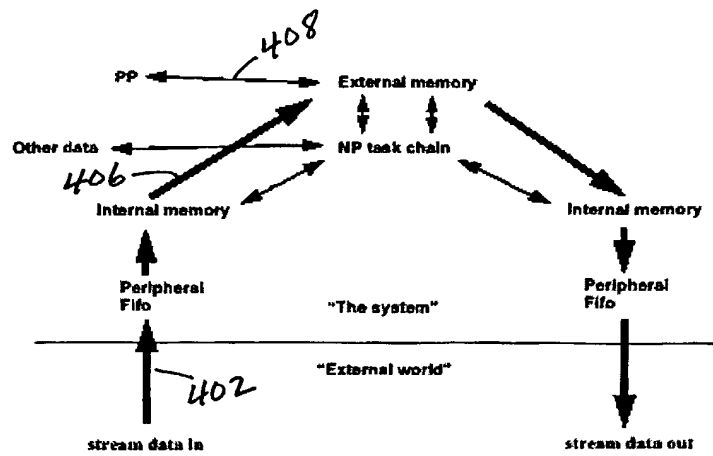 408
PP
External memory
Other data
NP task chain
406
Internal memory
Internal memory
Peripheral
Fifo
Peripheral
Fifo
"The system"
"External world"
402
stream data in
stream data out